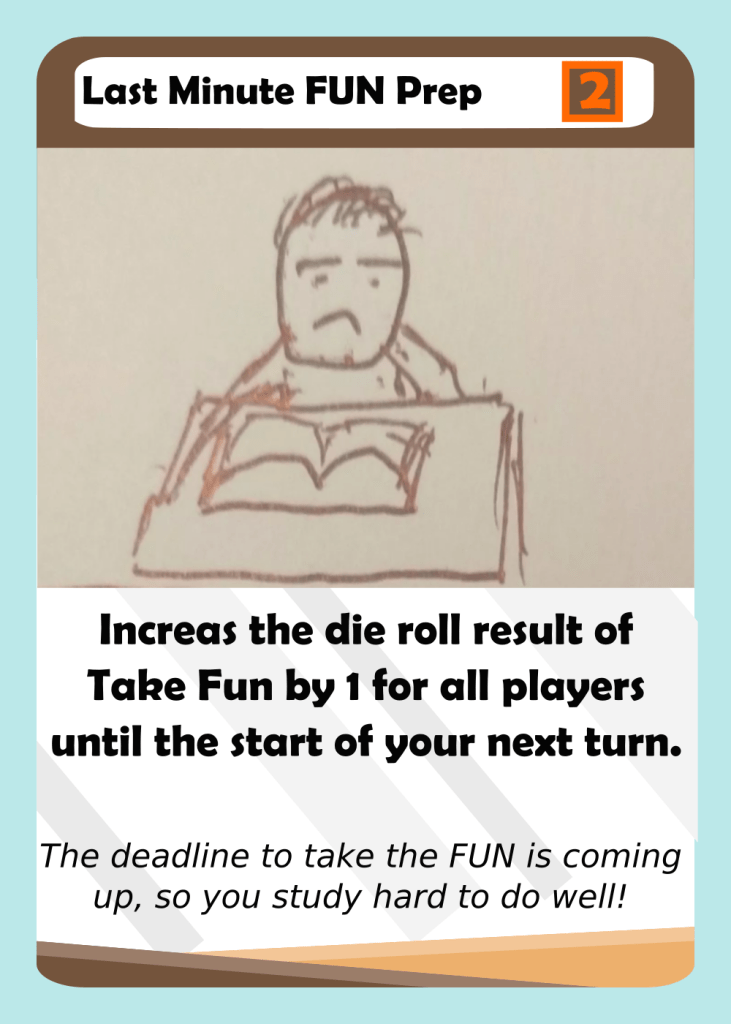 Last Minute FUN Prep 2
Increas the die roll result of
Take Fun by 1 for all players
until the start of your next turn.
The deadline to take the FUN is coming
up, so you study hard to do well!